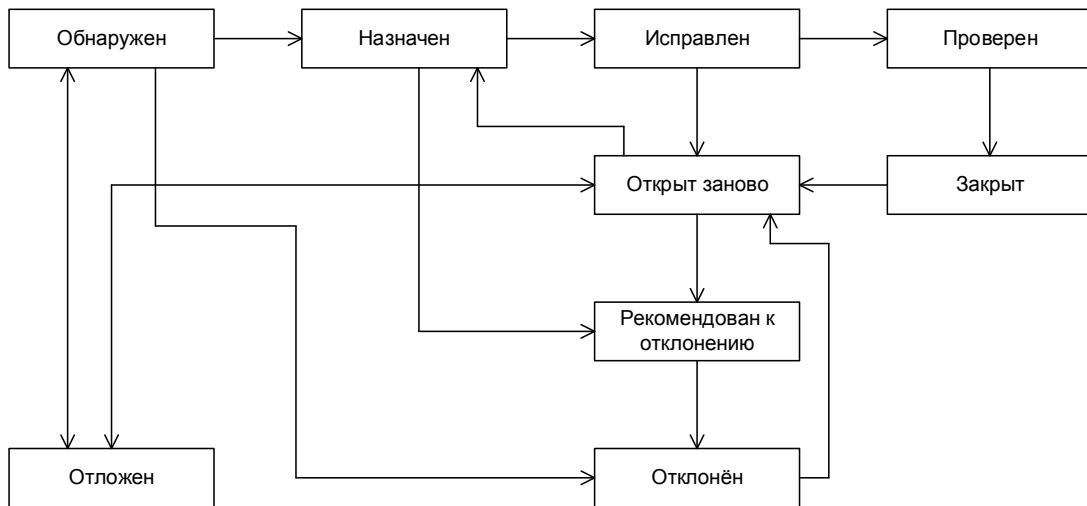 Обнаружен
Назначен
Исправлен
Проверен
Открыт заново
Закрыт
Рекомендован к
отклонению
Отложен
Отклонён